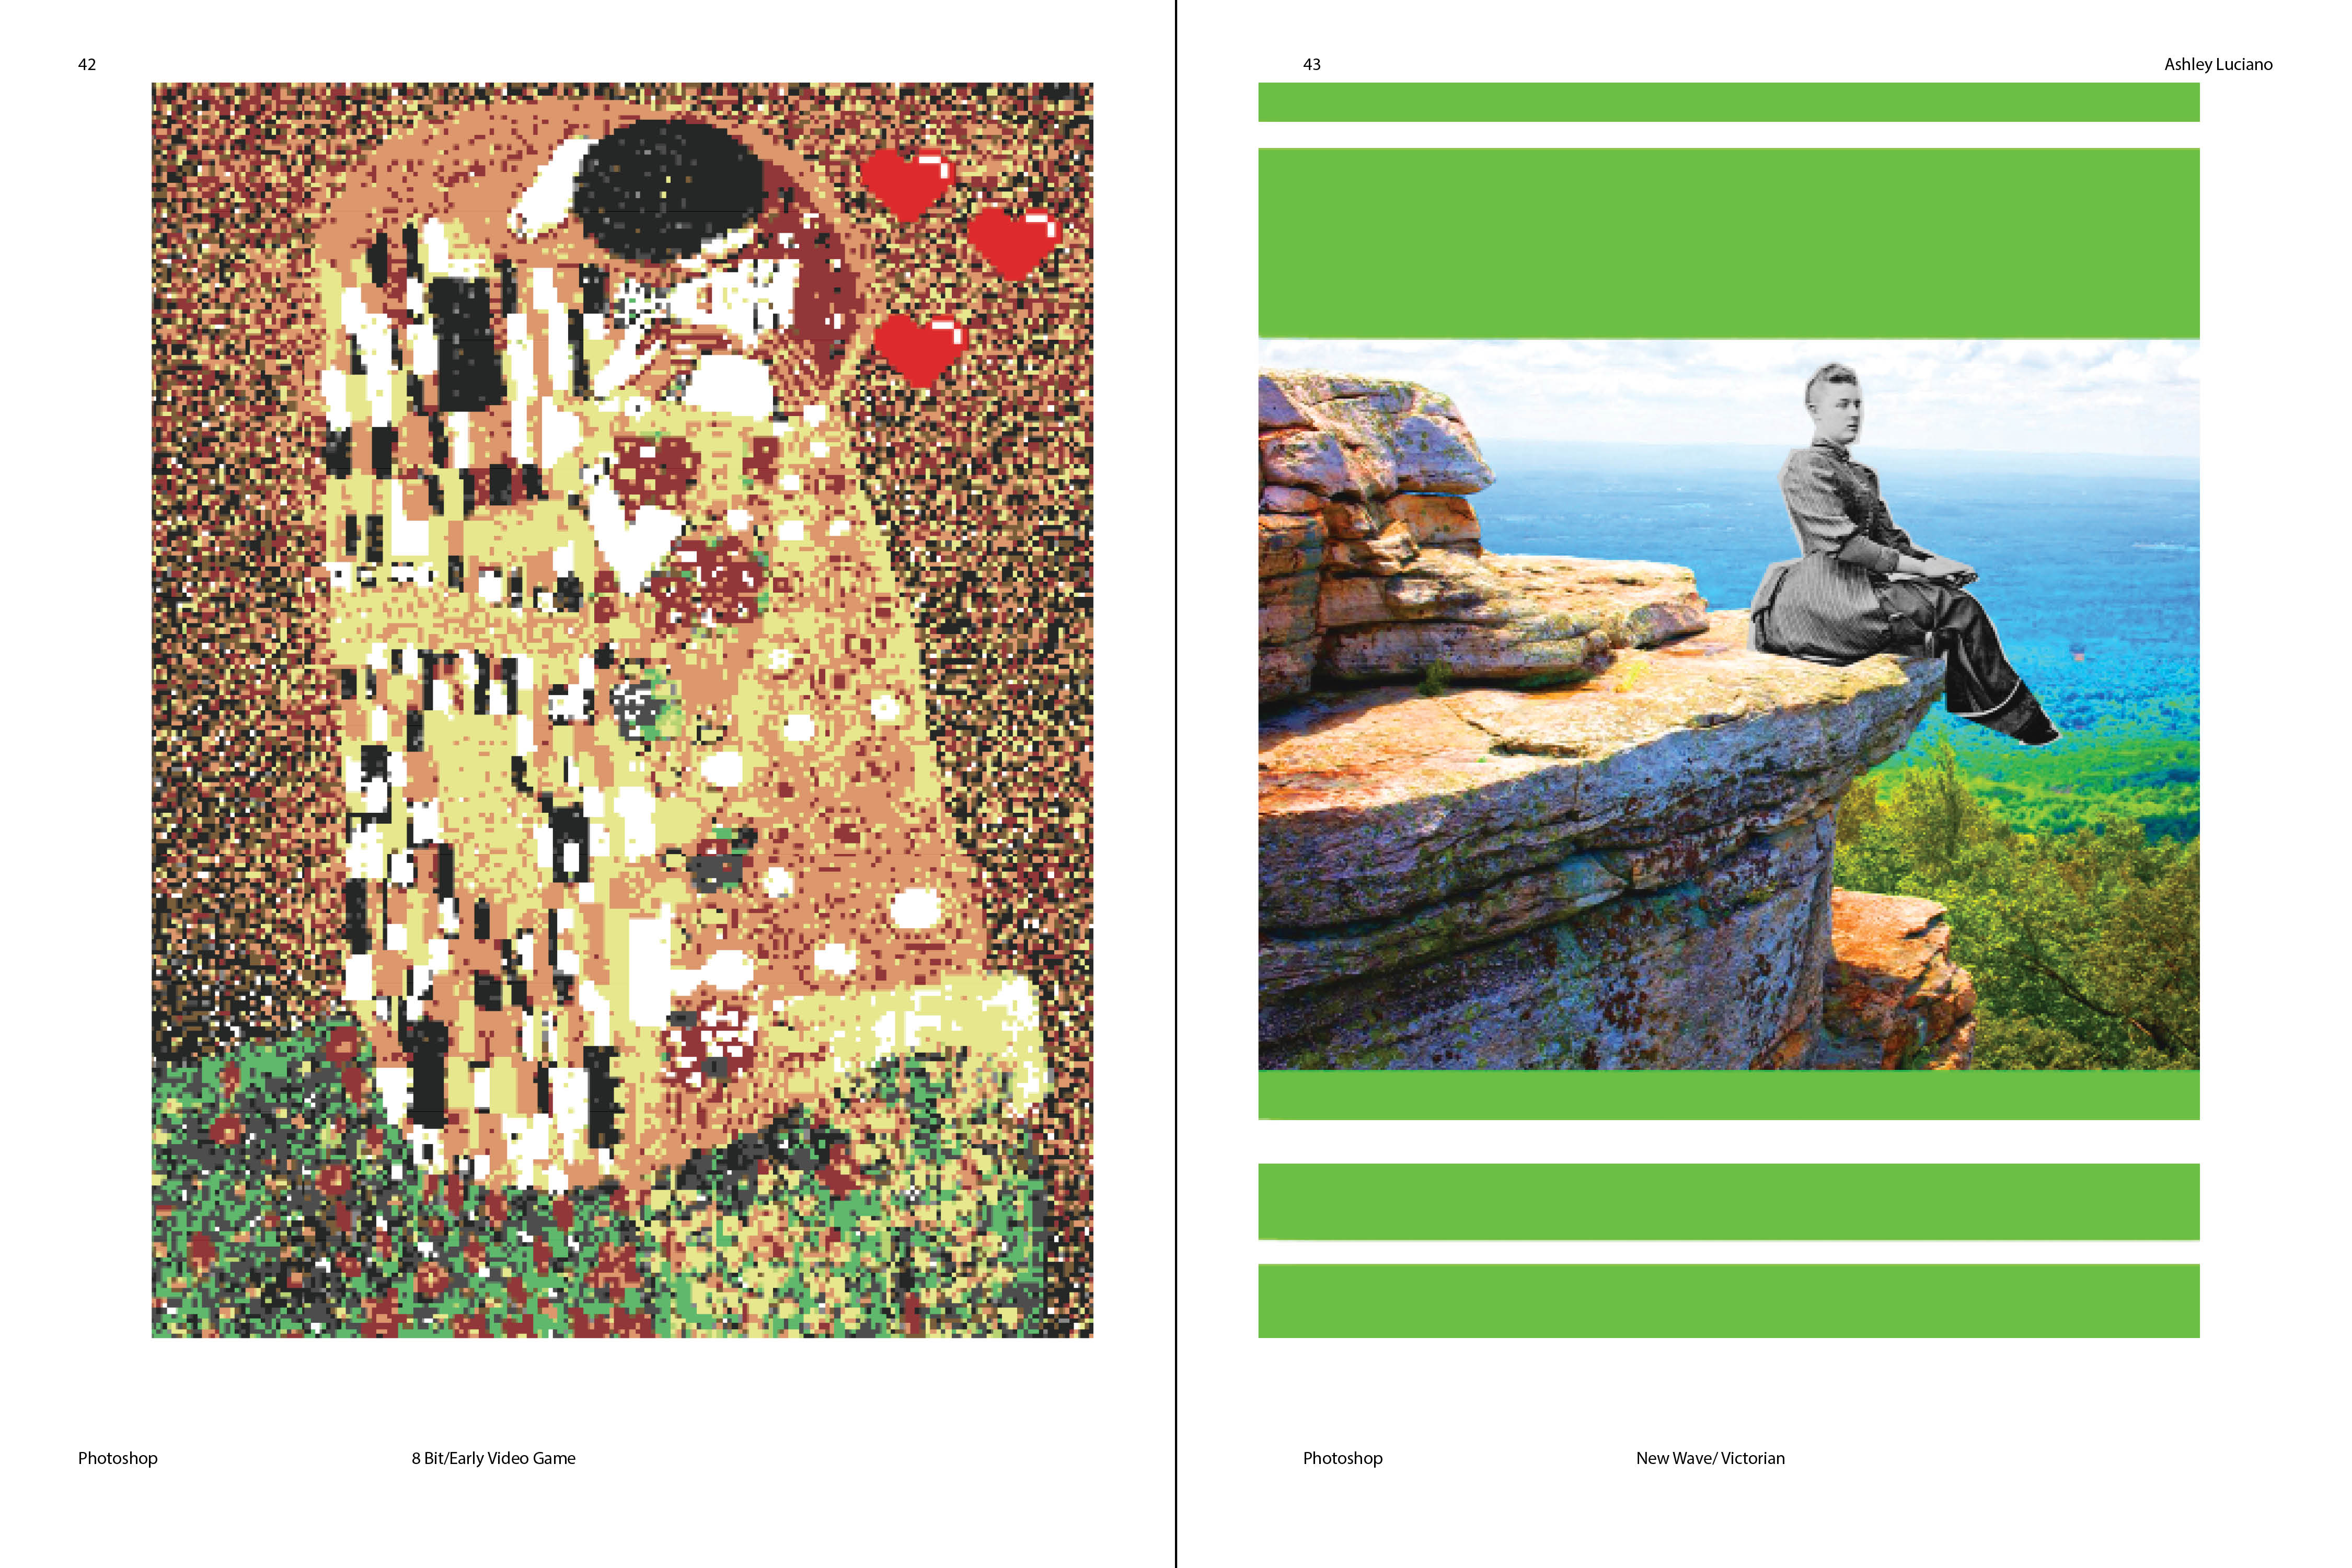 42
43
Ashley Luciano
Photoshop
8 Bit/Early Video Game
Photoshop
New Wave/ Victorian